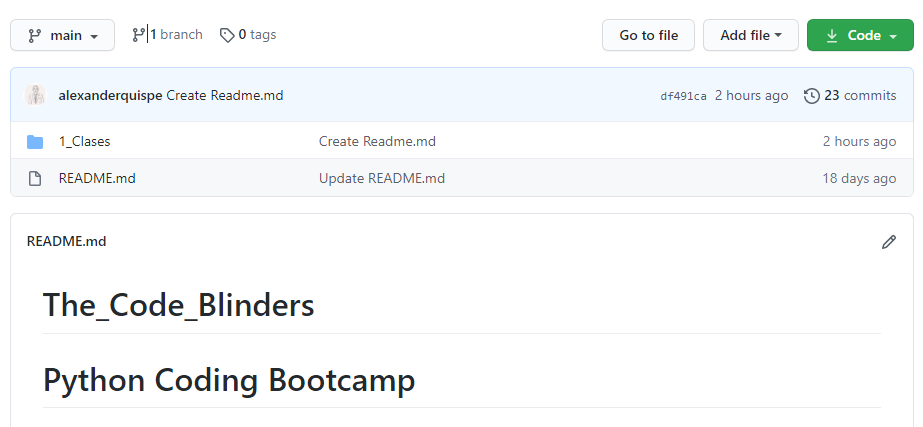 main 1 branch 0 tags Go to file Add file Code
alexanderquispe Create Readme.md df491ca 2 hours ago 23 commits
1_Clases Create Readme.md 2 hours ago
README.md Update README.md 18 days ago
README.md
The_Code_Blinders
Python Coding Bootcamp